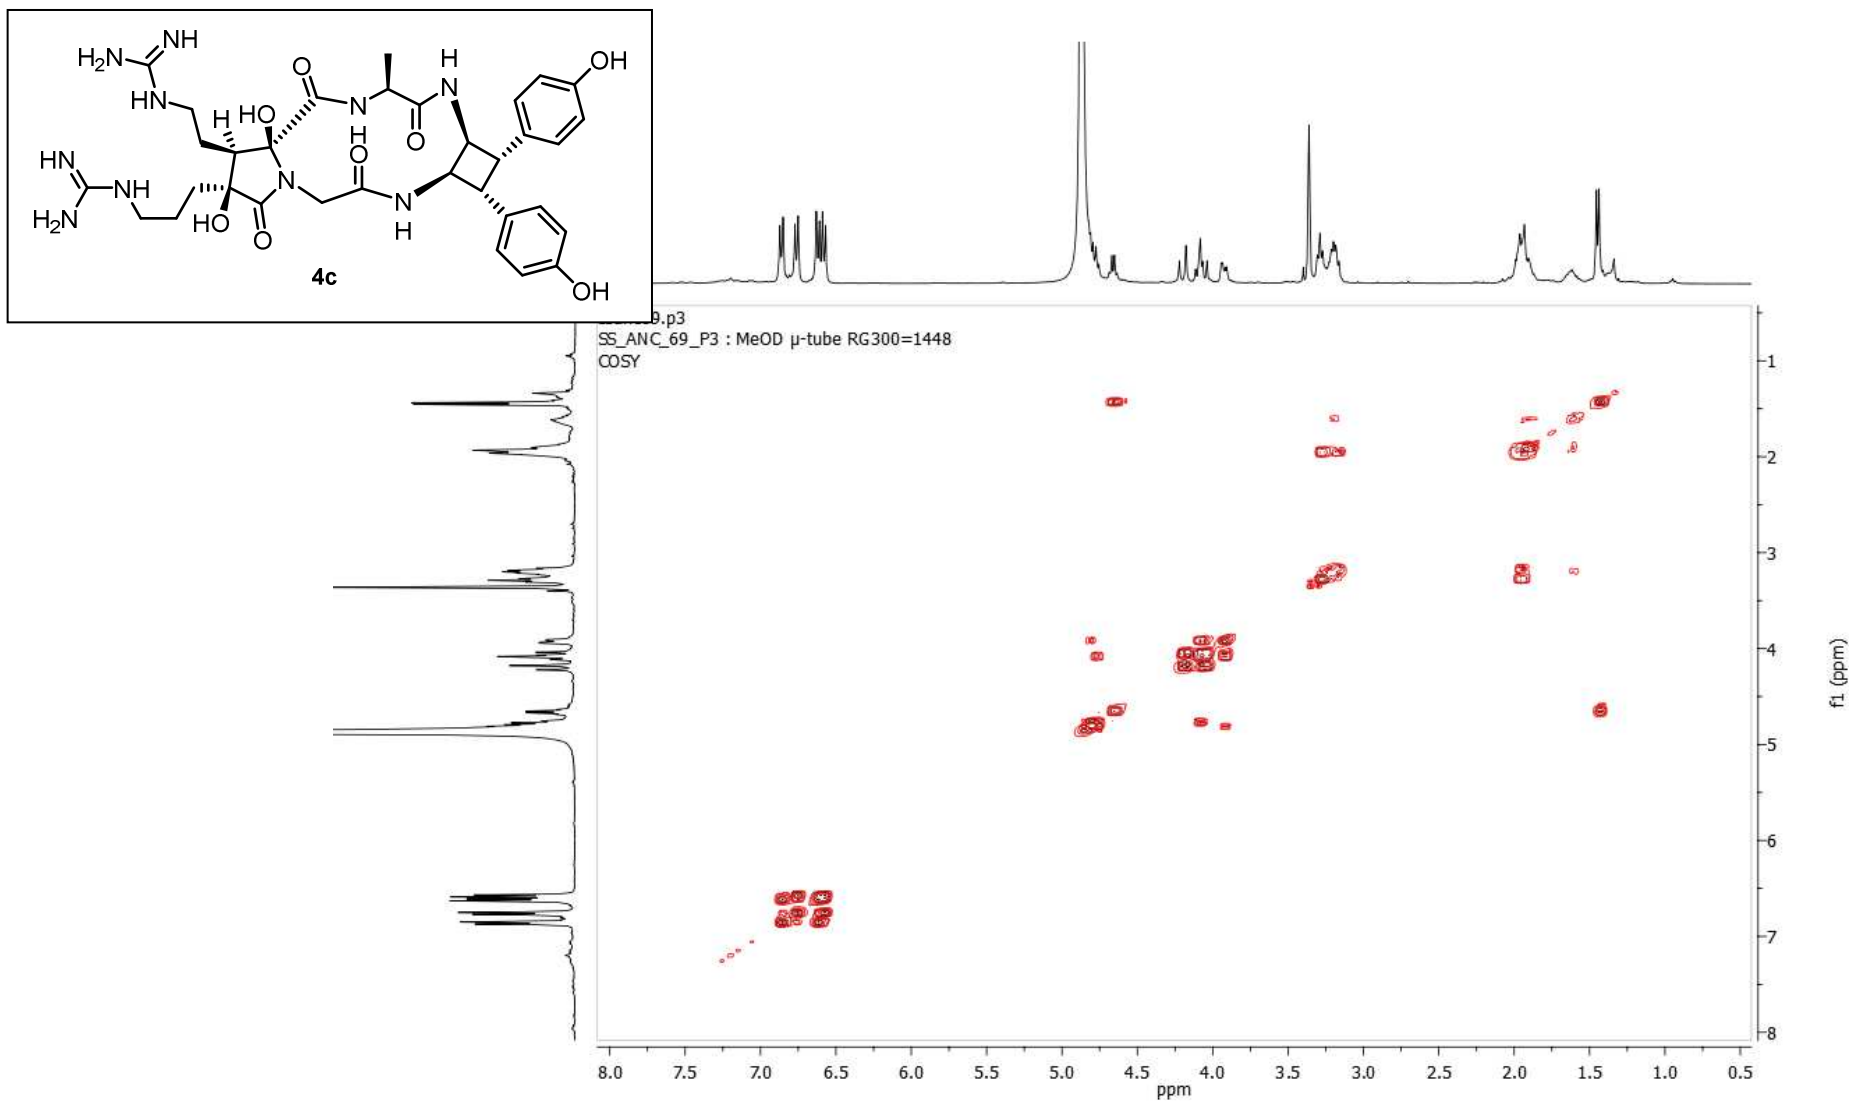 NH
H₂N
HN
H
HO
O
N
H
O
O
H
N
OH
HN
NH
H₂N
HO
O
N
O
N
H
OH
4c
9.p3
SS_ANC_69_P3 : MeOD µ-tube RG300=1448
COSY
1
2
3
4
5
6
7
8
f1 (ppm)
8.0 7.5 7.0 6.5 6.0 5.5 5.0 4.5 4.0 3.5 3.0 2.5 2.0 1.5 1.0 0.5
ppm